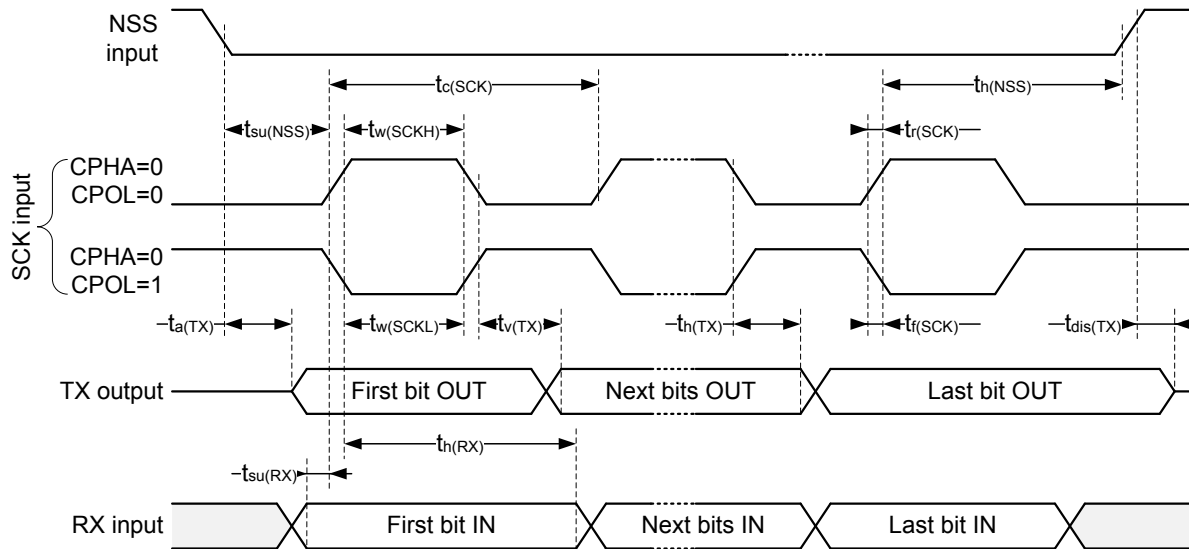 NSS
input
tc(SCK)
th(NSS)
tsu(NSS)
tw(SCKH)
tr(SCK)
SCK input
CPHA=0
CPOL=0
CPHA=0
CPOL=1
ta(TX)
tw(SCKL)
tv(TX)
th(TX)
tf(SCK)
tdis(TX)
TX output
First bit OUT
Next bits OUT
Last bit OUT
th(RX)
tsu(RX)
RX input
First bit IN
Next bits IN
Last bit IN